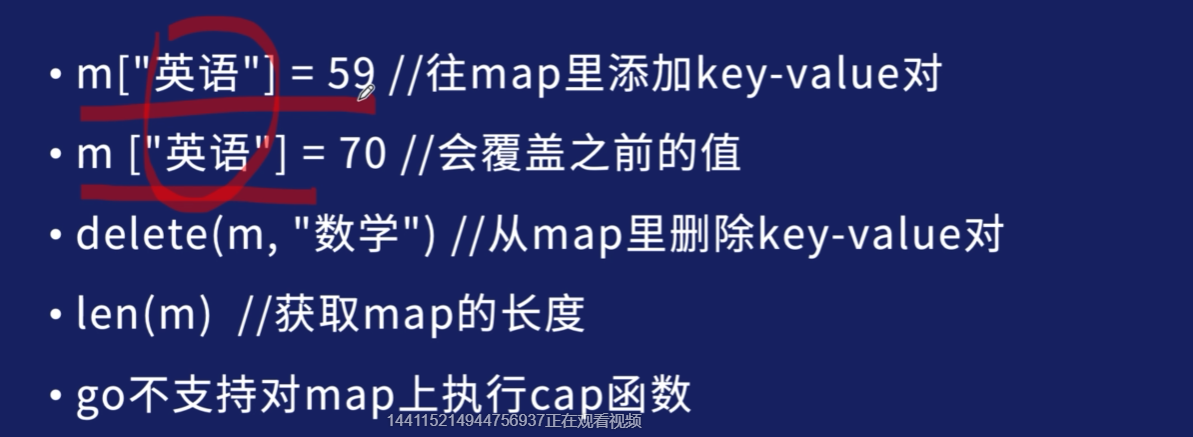 • m["英语"] = 59 //往map里添加key-value对
• m ["英语"] = 70 //会覆盖之前的值
• delete(m, "数学") //从map里删除key-value对
• len(m)  //获取map的长度
• go不支持对map上执行cap函数
144115214944756937正在观看视频